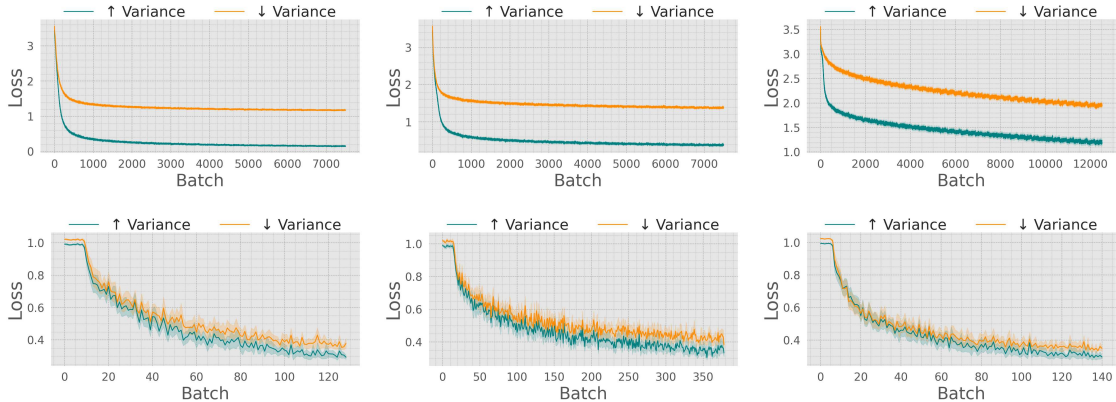 ↑ Variance ↓ Variance
3
2
1
0
Loss
0 1000 2000 3000 4000 5000 6000 7000
Batch
↑ Variance ↓ Variance
3
2
1
Loss
0 1000 2000 3000 4000 5000 6000 7000
Batch
↑ Variance ↓ Variance
3.5
3.0
2.5
2.0
1.5
1.0
Loss
0 2000 4000 6000 8000 10000 12000
Batch
↑ Variance ↓ Variance
1.0
0.8
0.6
0.4
Loss
0 20 40 60 80 100 120
Batch
↑ Variance ↓ Variance
1.0
0.8
0.6
0.4
Loss
0 50 100 150 200 250 300 350
Batch
↑ Variance ↓ Variance
1.0
0.8
0.6
0.4
Loss
0 20 40 60 80 100 120 140
Batch